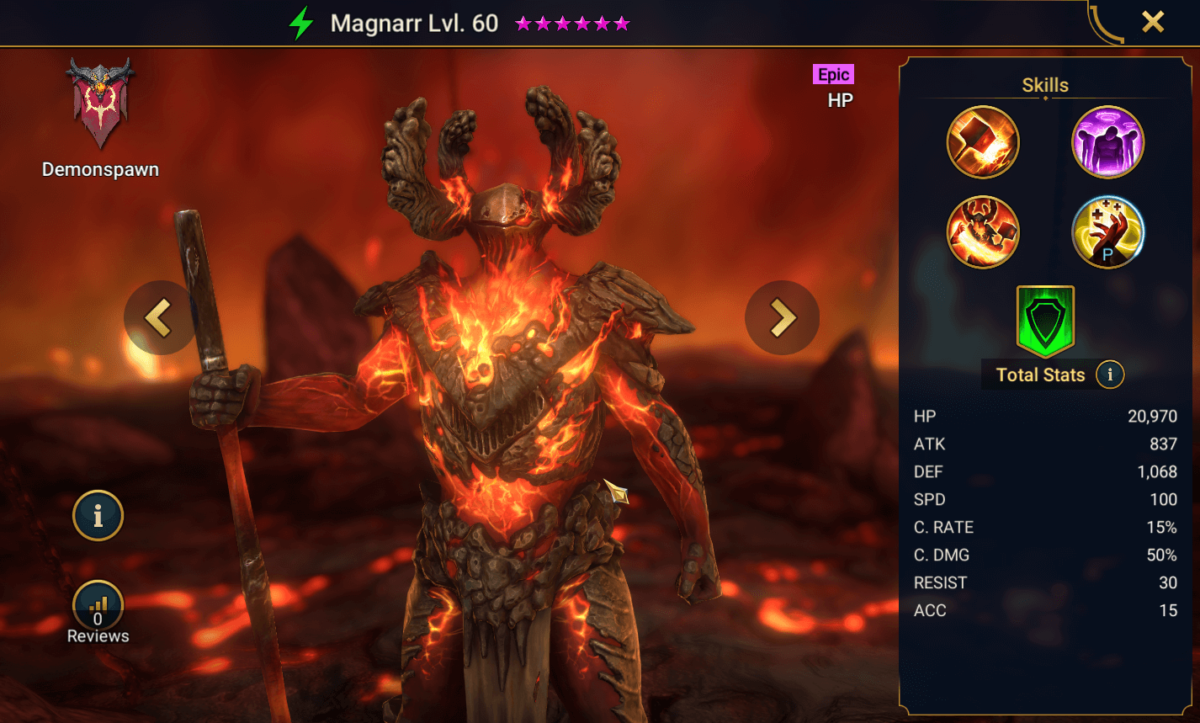 Magnarr Lvl. 60
Demonspawn
Epic
HP
Skills
P
Total Stats i
HP 20,970
ATK 837
DEF 1,068
SPD 100
C. RATE 15%
C. DMG 50%
RESIST 30
ACC 15
i
0
Reviews